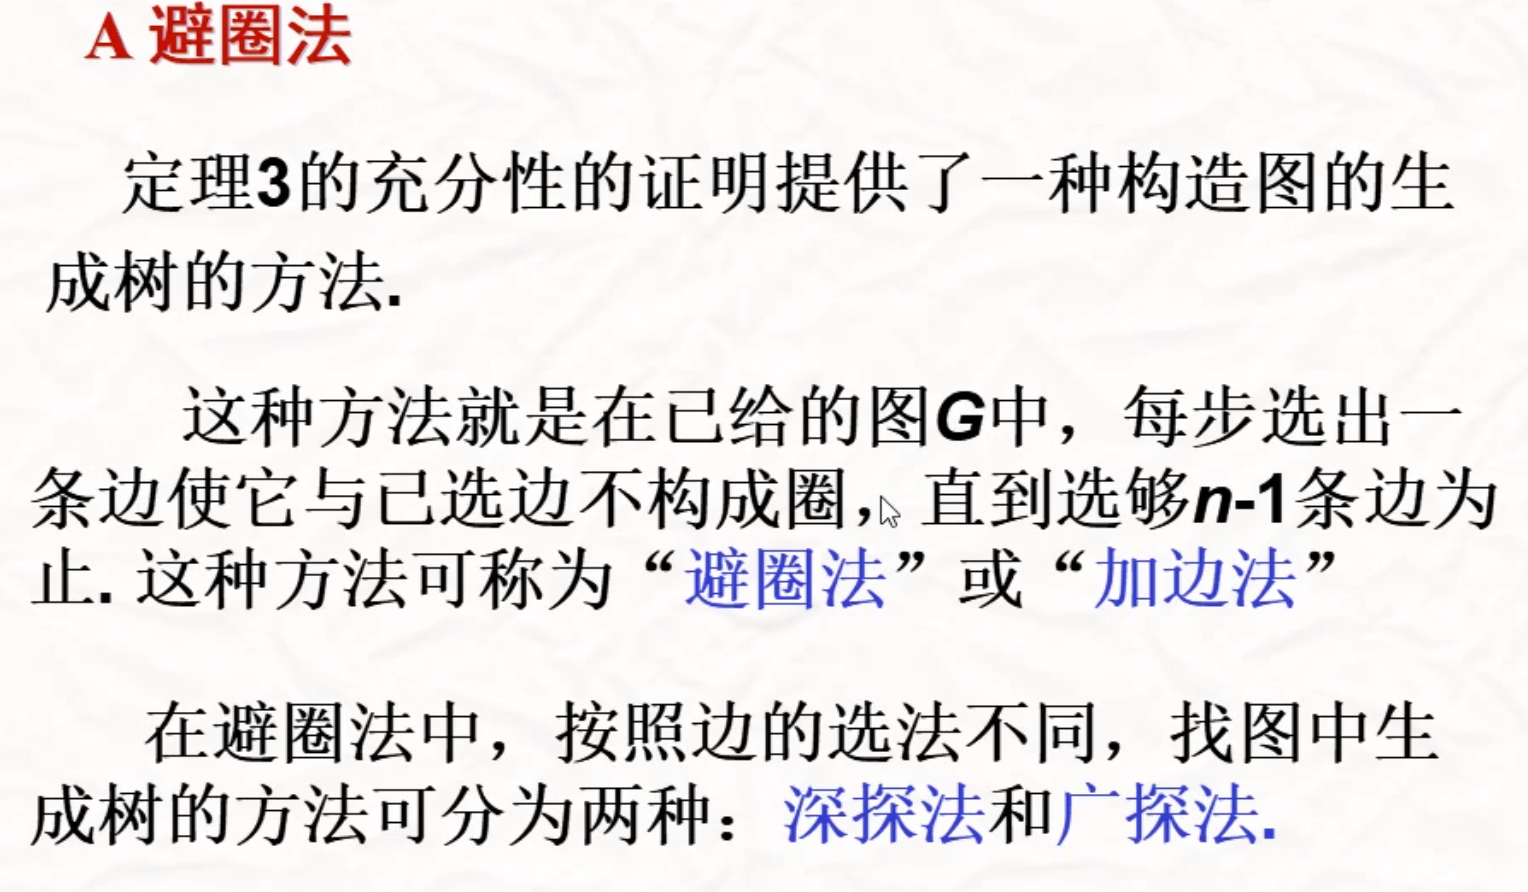 A 避圈法
定理3的充分性的证明提供了一种构造图的生
成树的方法.
这种方法就是在已给的图G中，每步选出一
条边使它与已选边不构成圈，直到选够n-1条边为
止. 这种方法可称为“避圈法”或“加边法”
在避圈法中，按照边的选法不同，找图中生
成树的方法可分为两种：深探法和广探法.